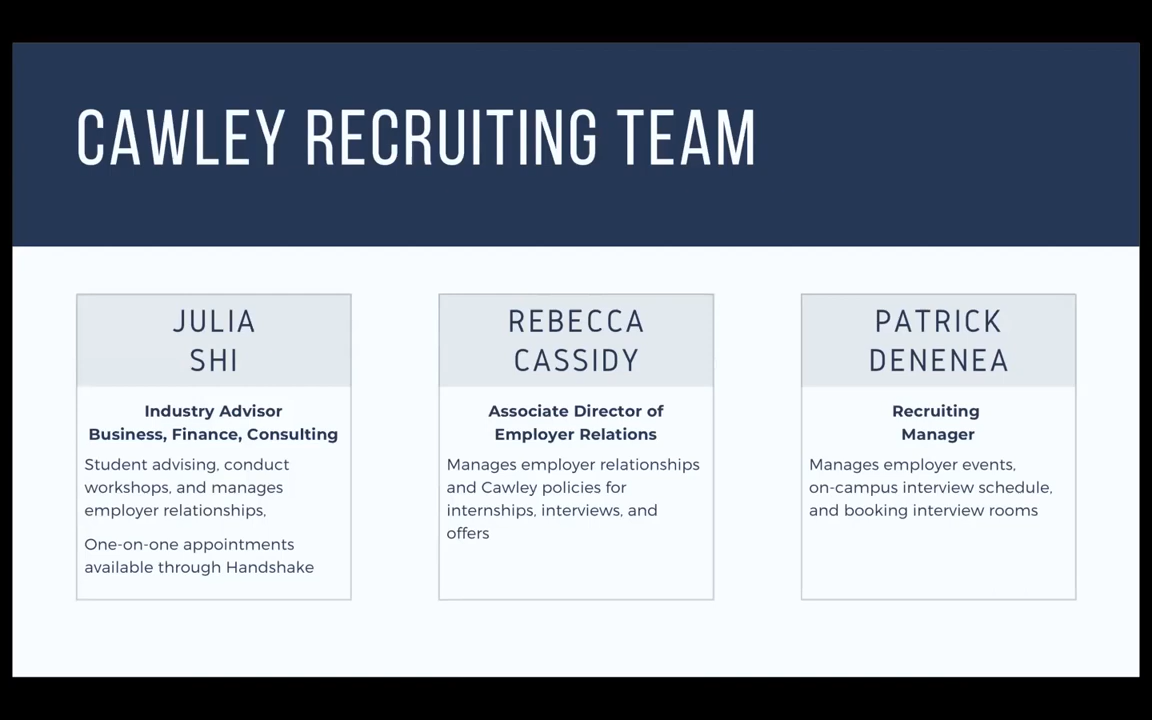 CAWLEY RECRUITING TEAM
JULIA
SHI
Industry Advisor
Business, Finance, Consulting
Student advising, conduct
workshops, and manages
employer relationships,
One-on-one appointments
available through Handshake
REBECCA
CASSIDY
Associate Director of
Employer Relations
Manages employer relationships
and Cawley policies for
internships, interviews, and
offers
PATRICK
DENENEA
Recruiting
Manager
Manages employer events,
on-campus interview schedule,
and booking interview rooms